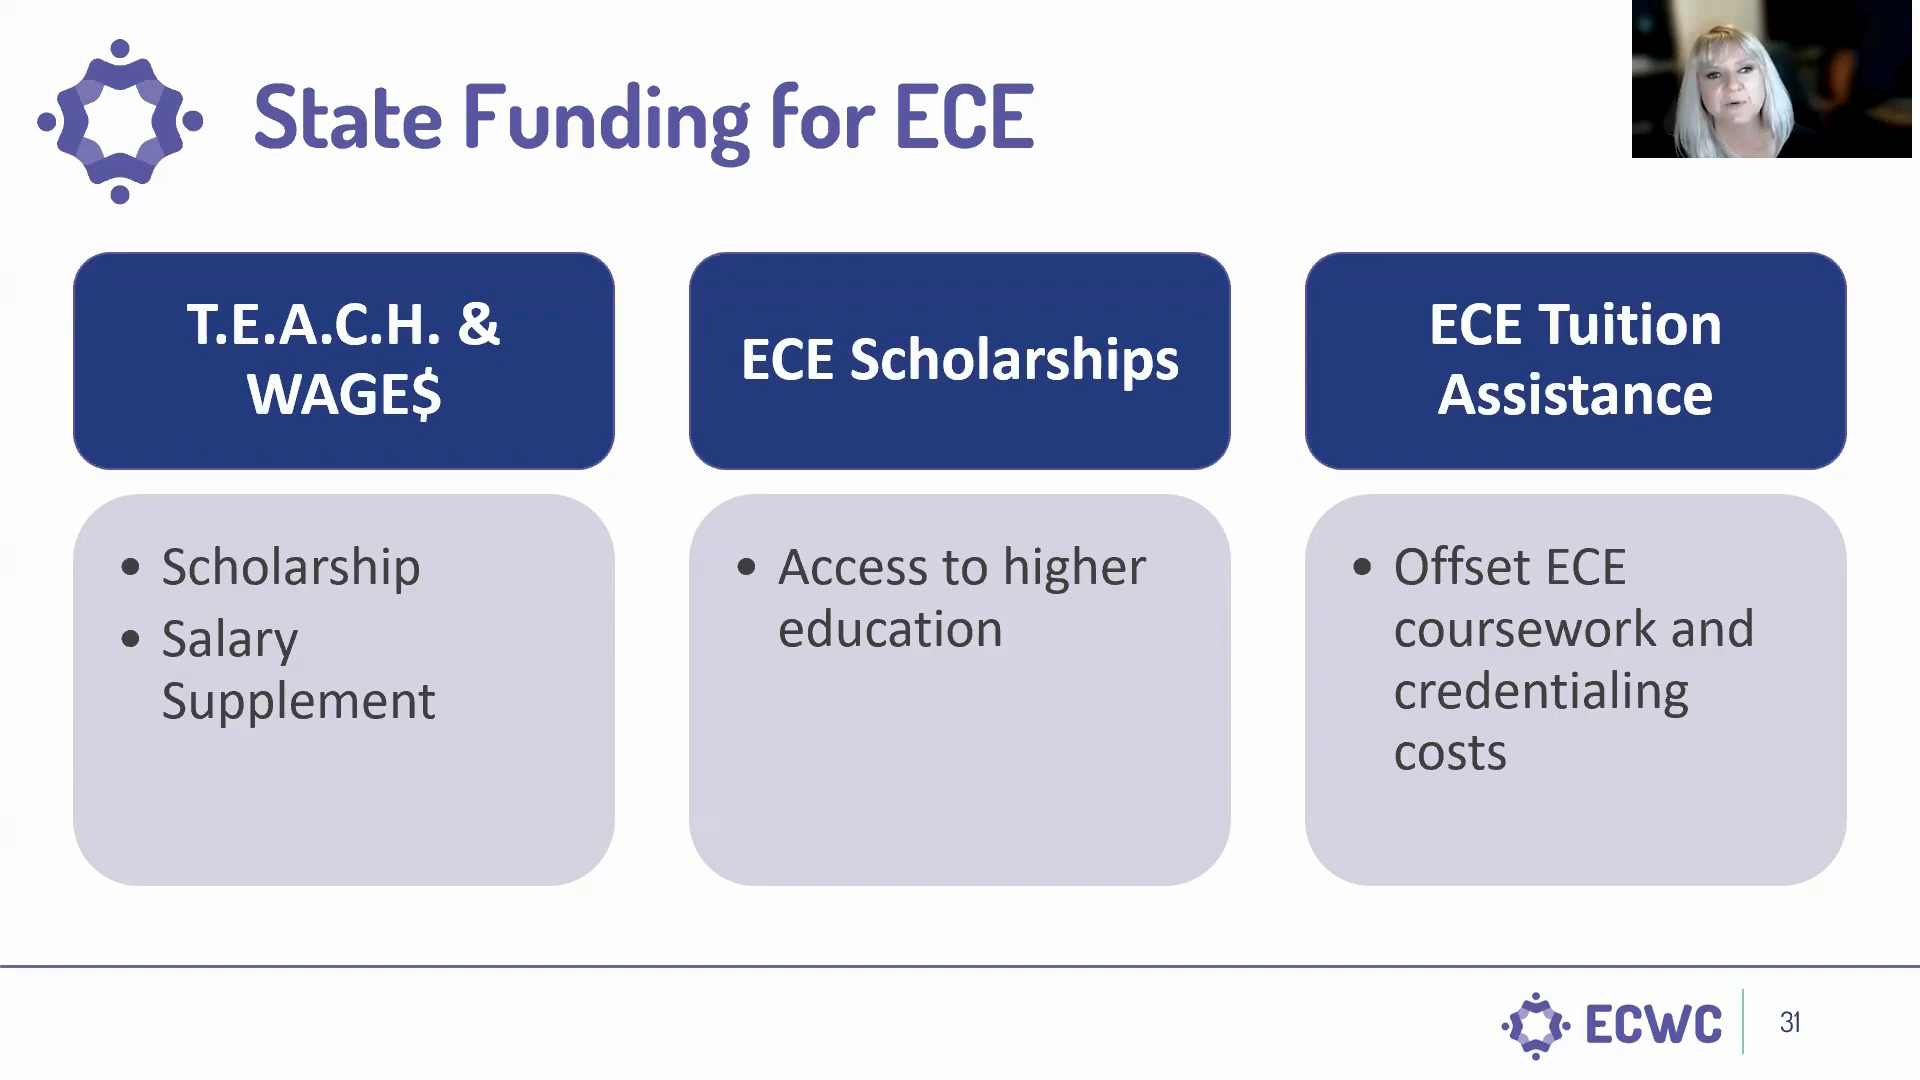 State Funding for ECE
T.E.A.C.H. &
WAGE$
• Scholarship
• Salary
Supplement
ECE Scholarships
• Access to higher
education
ECE Tuition
Assistance
• Offset ECE
coursework and
credentialing
costs
ECWC
31